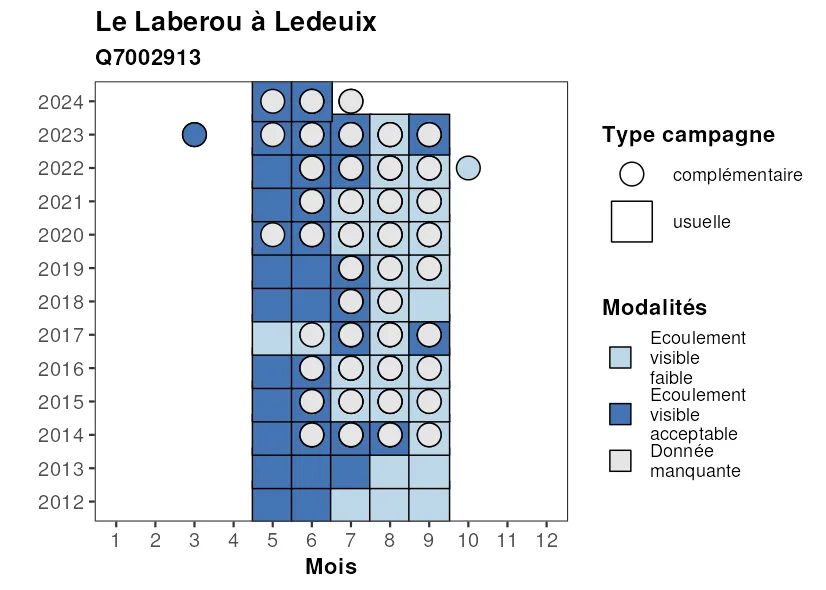 Le Laberou à Ledeuix
Q7002913
2024
2023
2022
2021
2020
2019
2018
2017
2016
2015
2014
2013
2012
1 2 3 4 5 6 7 8 9 10 11 12
Mois
Type campagne
complémentaire
usuelle
Modalités
Ecoulement
visible
faible
Ecoulement
visible
acceptable
Donnée
manquante